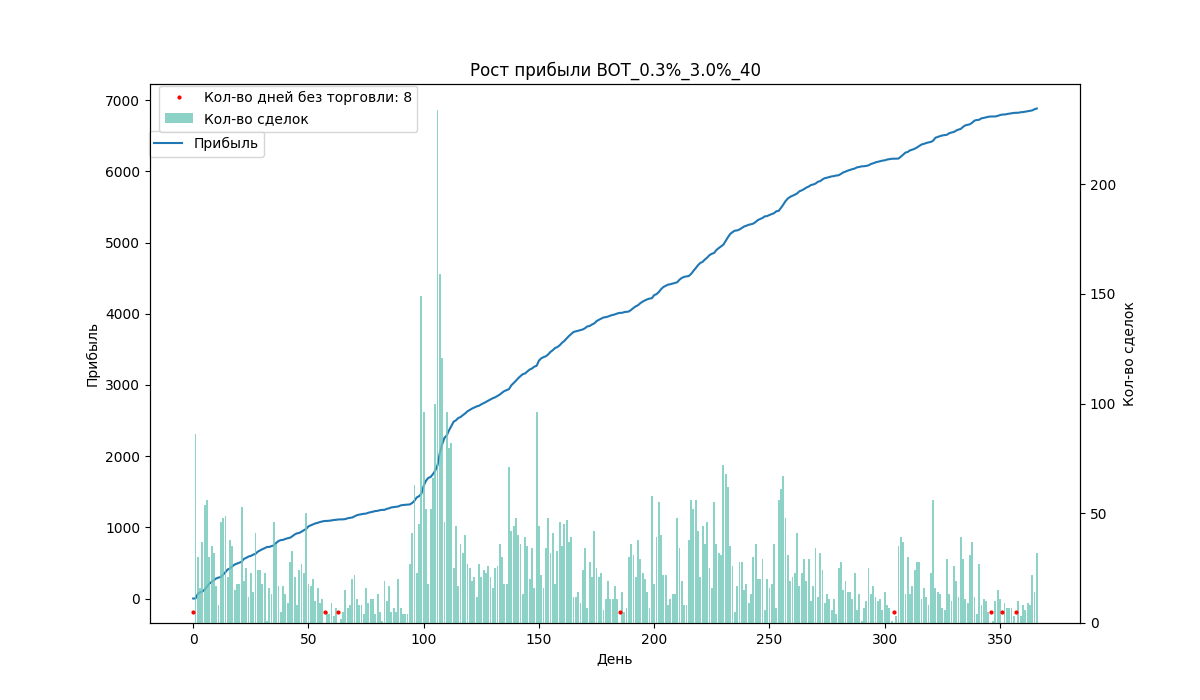 Рост прибыли BOT_0.3%_3.0%_40
Кол-во дней без торговли: 8
Кол-во сделок
Прибыль
7000
6000
5000
4000
3000
2000
1000
0
Прибыль
200
150
100
50
0
Кол-во сделок
0 50 100 150 200 250 300 350
День